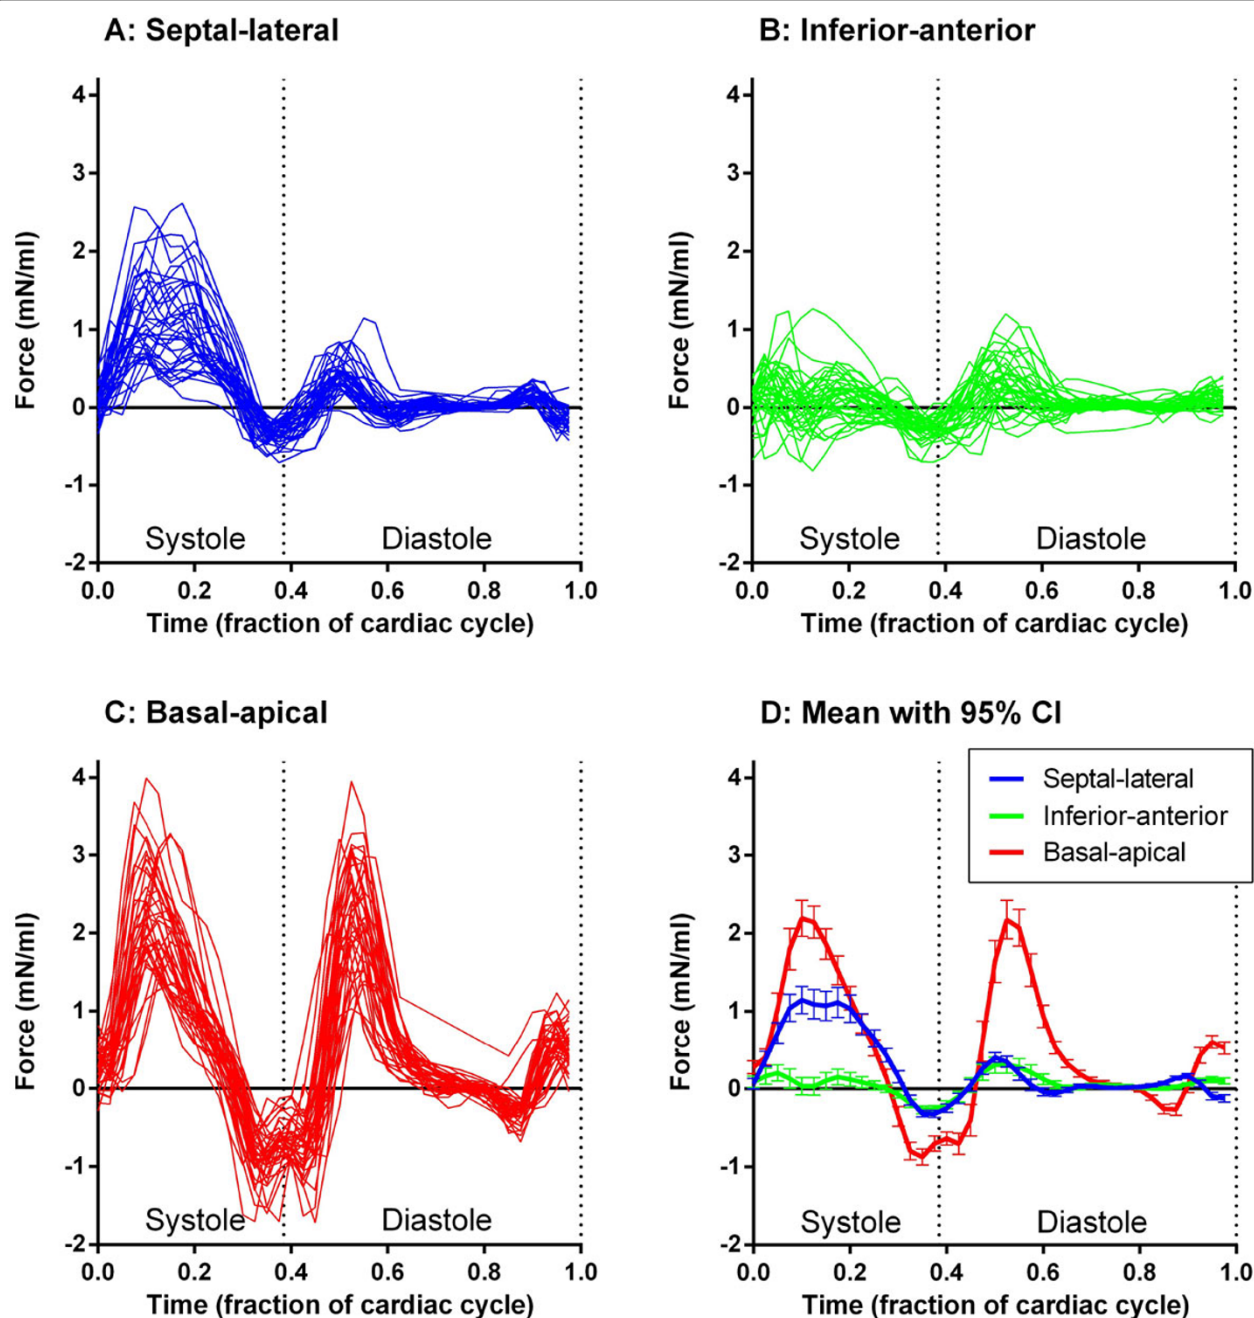 A: Septal-lateral
B: Inferior-anterior
Force (mN/ml)
4
3
2
1
0
-1
-2
Systole
Diastole
0.0 0.2 0.4 0.6 0.8 1.0
Time (fraction of cardiac cycle)
Force (mN/ml)
4
3
2
1
0
-1
-2
Systole
Diastole
0.0 0.2 0.4 0.6 0.8 1.0
Time (fraction of cardiac cycle)
C: Basal-apical
D: Mean with 95% CI
Force (mN/ml)
4
3
2
1
0
-1
-2
Systole
Diastole
0.0 0.2 0.4 0.6 0.8 1.0
Time (fraction of cardiac cycle)
Septal-lateral
Inferior-anterior
Basal-apical
Force (mN/ml)
4
3
2
1
0
-1
-2
Systole
Diastole
0.0 0.2 0.4 0.6 0.8 1.0
Time (fraction of cardiac cycle)